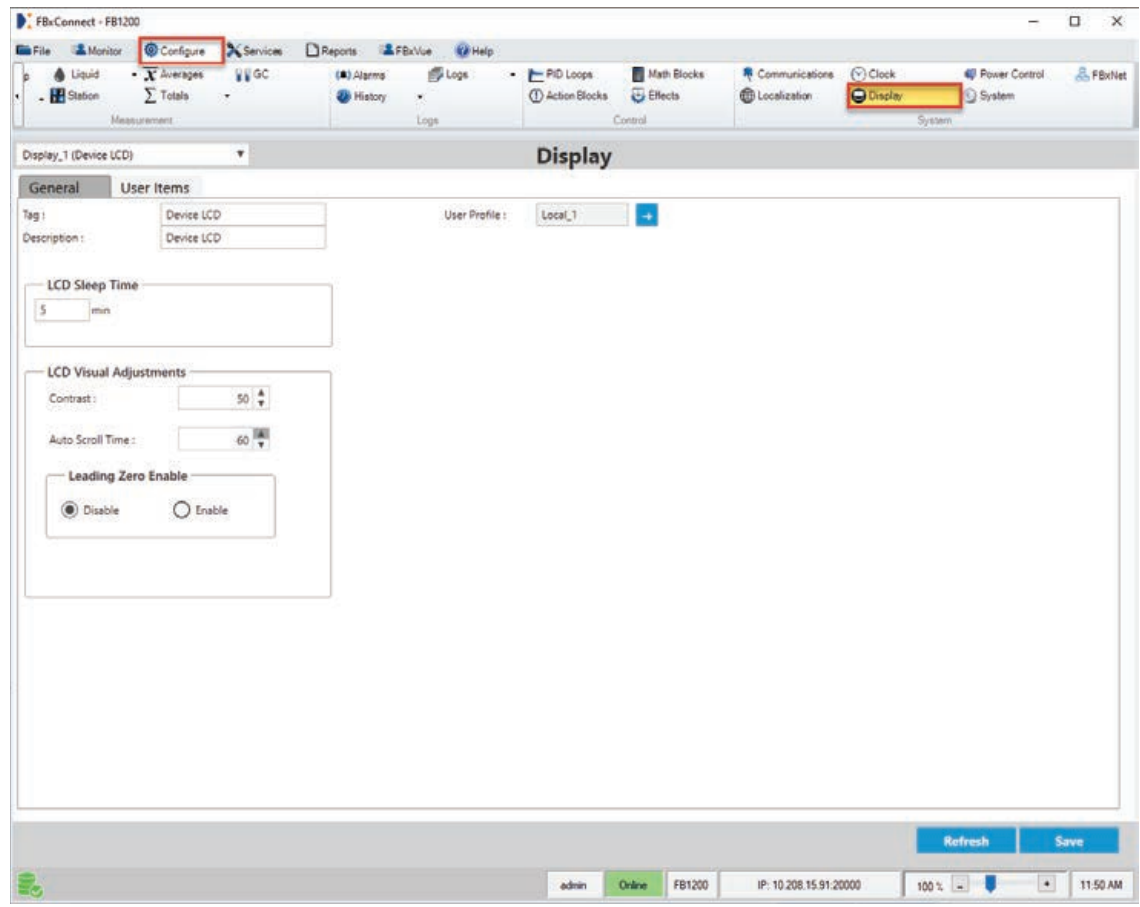 FBxConnect - FB1200
File Monitor Configure Services Reports FBxVue Help
p Liquid Averages GC Alarms Logs PID Loops Math Blocks Communications Clock Power Control FBxNet
Station Totals History Action Blocks Effects Localization Display System
Measurement Logs Control System
Display_1 (Device LCD)
Display
General User Items
Tag : Device LCD User Profile : Local_1
Description : Device LCD
LCD Sleep Time
5 min
LCD Visual Adjustments
Contrast : 50
Auto Scroll Time : 60
Leading Zero Enable
Disable Enable
Refresh Save
admin Online FB1200 IP: 10.208.15.91:20000 100 % - + 11:50 AM